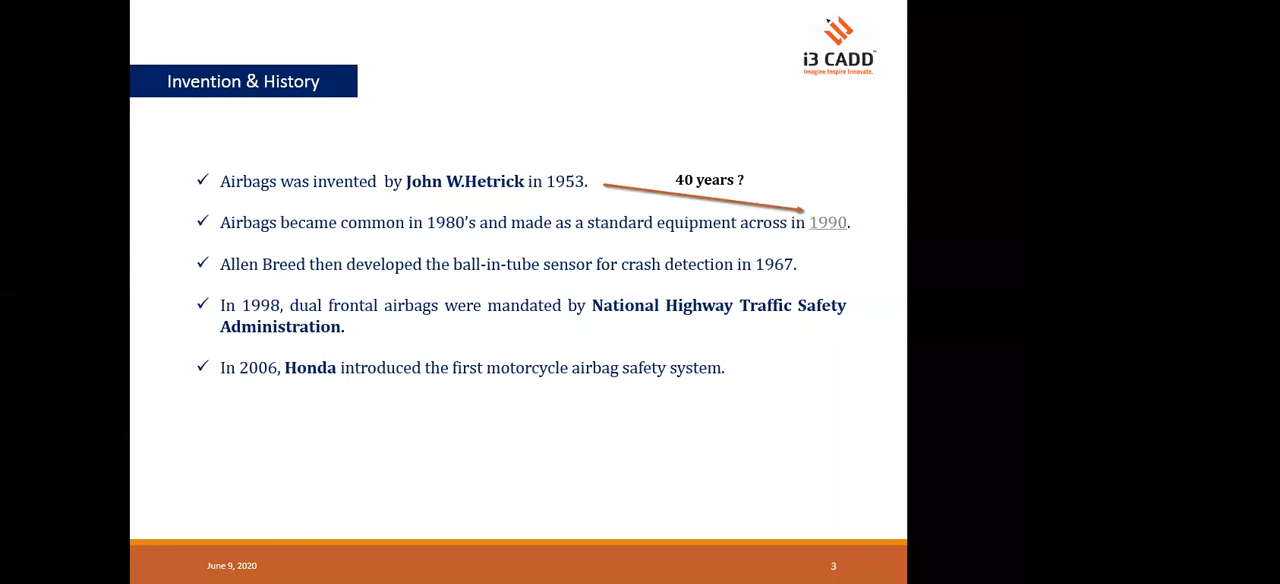 i3 CADD™
Imagine Inspire Innovate.
Invention & History
✓ Airbags was invented by John W.Hetrick in 1953.
40 years ?
✓ Airbags became common in 1980’s and made as a standard equipment across in 1990.
✓ Allen Breed then developed the ball-in-tube sensor for crash detection in 1967.
✓ In 1998, dual frontal airbags were mandated by National Highway Traffic Safety
Administration.
✓ In 2006, Honda introduced the first motorcycle airbag safety system.
June 9, 2020
3